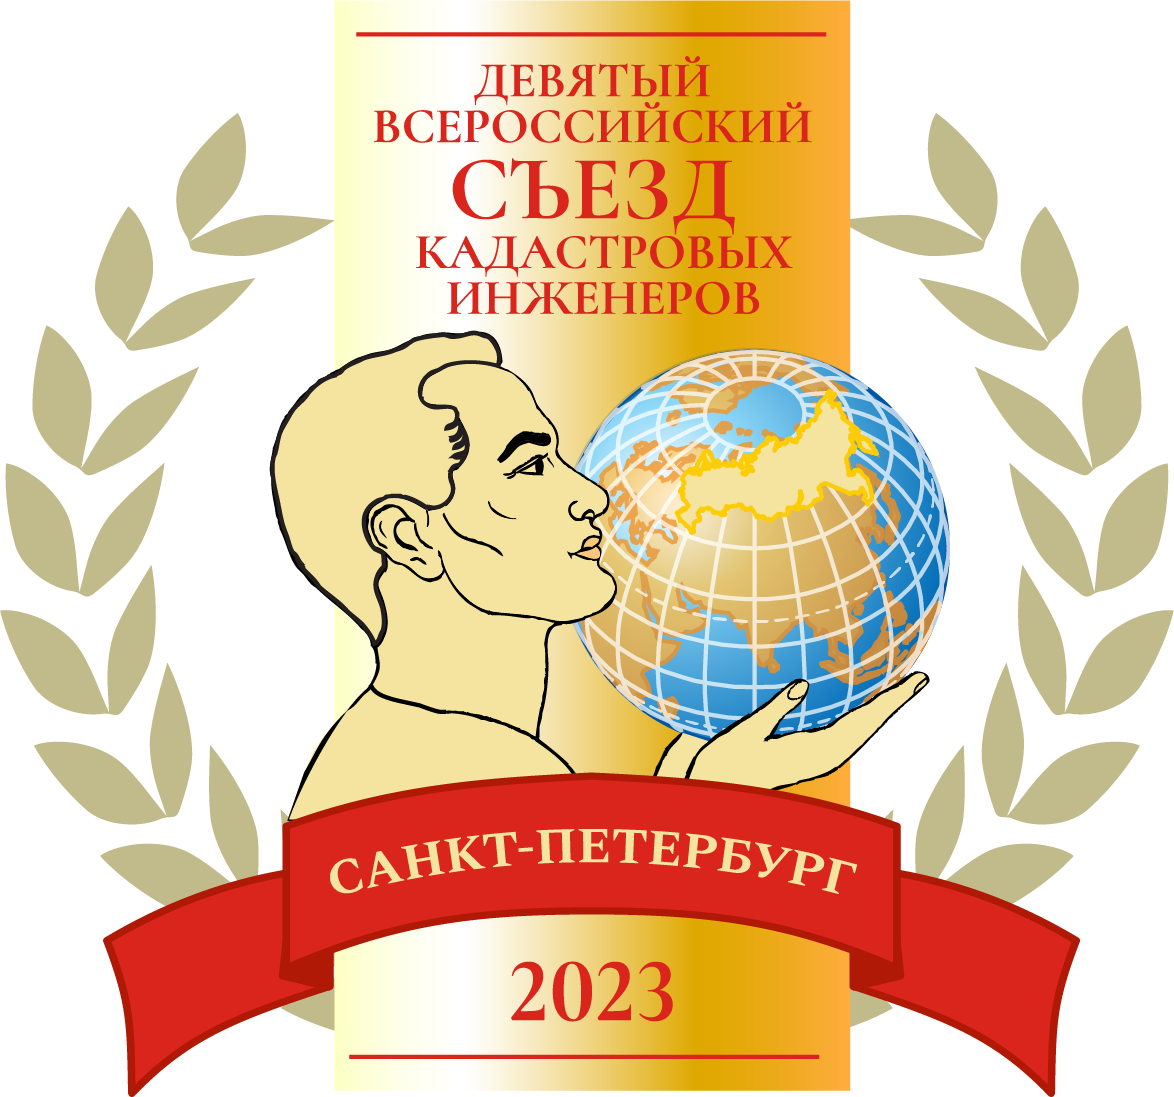 ДЕВЯТЫЙ
ВСЕРОССИЙСКИЙ
СЪЕЗД
КАДАСТРОВЫХ
ИНЖЕНЕРОВ
САНКТ-ПЕТЕРБУРГ
2023